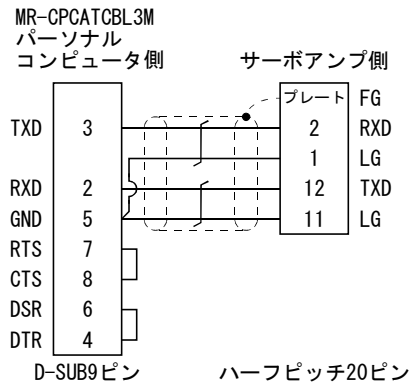 MR-CPCATCBL3M
パーソナル
コンピュータ側 サーボアンプ側
プレート FG
TXD 3 2 RXD
1 LG
RXD 2 12 TXD
GND 5 11 LG
RTS 7
CTS 8
DSR 6
DTR 4
D-SUB9ピン ハーフピッチ20ピン